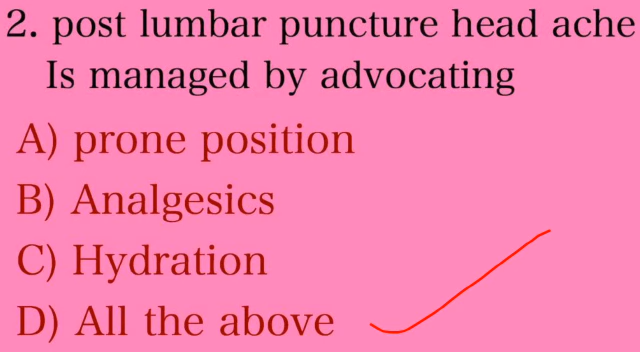 2. post lumbar puncture head ache
Is managed by advocating
A) prone position
B) Analgesics
C) Hydration
D) All the above